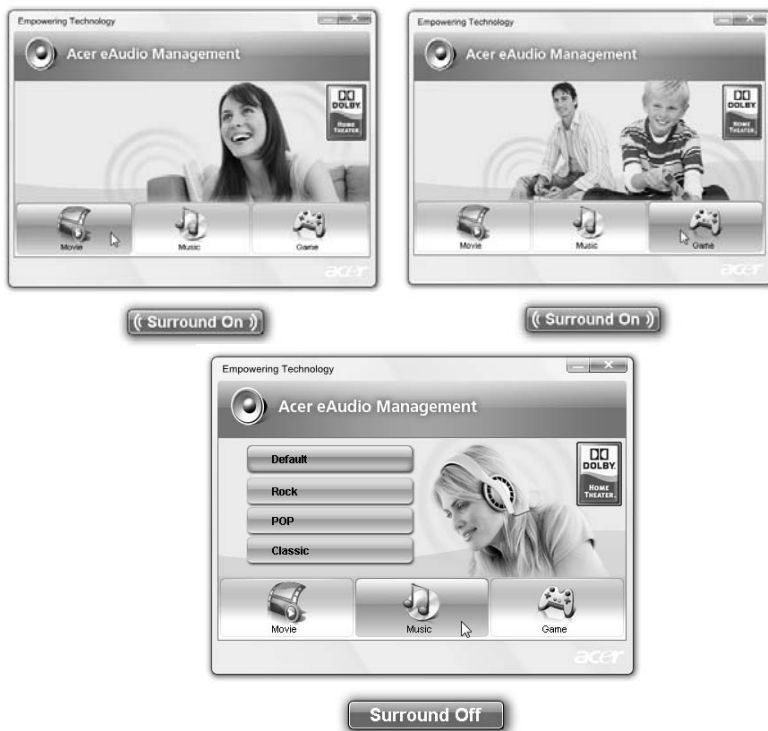 Empowering Technology
Acer eAudio Management
DOLBY
HOME THEATER
Movie
Music
Game
acer
(( Surround On ))
Empowering Technology
Acer eAudio Management
DOLBY
HOME THEATER
Movie
Music
Game
acer
(( Surround On ))
Empowering Technology
Acer eAudio Management
Default
Rock
POP
Classic
DOLBY
HOME THEATER
Movie
Music
Game
acer
Surround Off